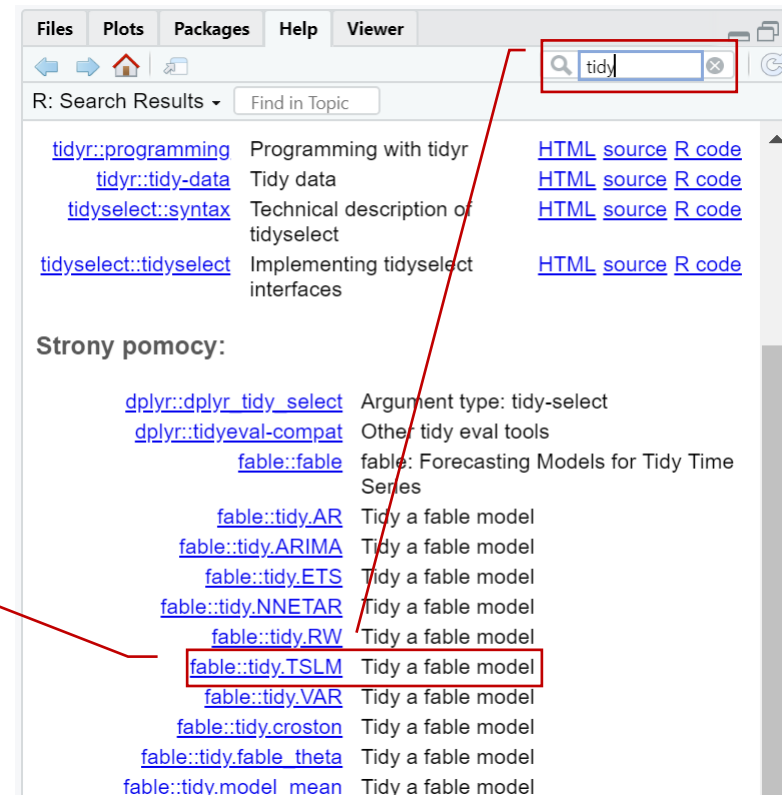 Files Plots Packages Help Viewer
tidy
R: Search Results Find in Topic
tidyr::programming Programming with tidyr HTML source R code
tidyr::tidy-data Tidy data HTML source R code
tidyselect::syntax Technical description of HTML source R code
tidyselect
tidyselect::tidyselect Implementing tidyselect HTML source R code
interfaces
Strony pomocy:
dplyr::dplyr_tidy_select Argument type: tidy-select
dplyr::tidyeval-compat Other tidy eval tools
fable::fable fable: Forecasting Models for Tidy Time
Series
fable::tidy.AR Tidy a fable model
fable::tidy.ARIMA Tidy a fable model
fable::tidy.ETS Tidy a fable model
fable::tidy.NNETAR Tidy a fable model
fable::tidy.RW Tidy a fable model
fable::tidy.TSLM Tidy a fable model
fable::tidy.VAR Tidy a fable model
fable::tidy.croston Tidy a fable model
fable::tidy.fable_theta Tidy a fable model
fable::tidy.model_mean Tidy a fable model